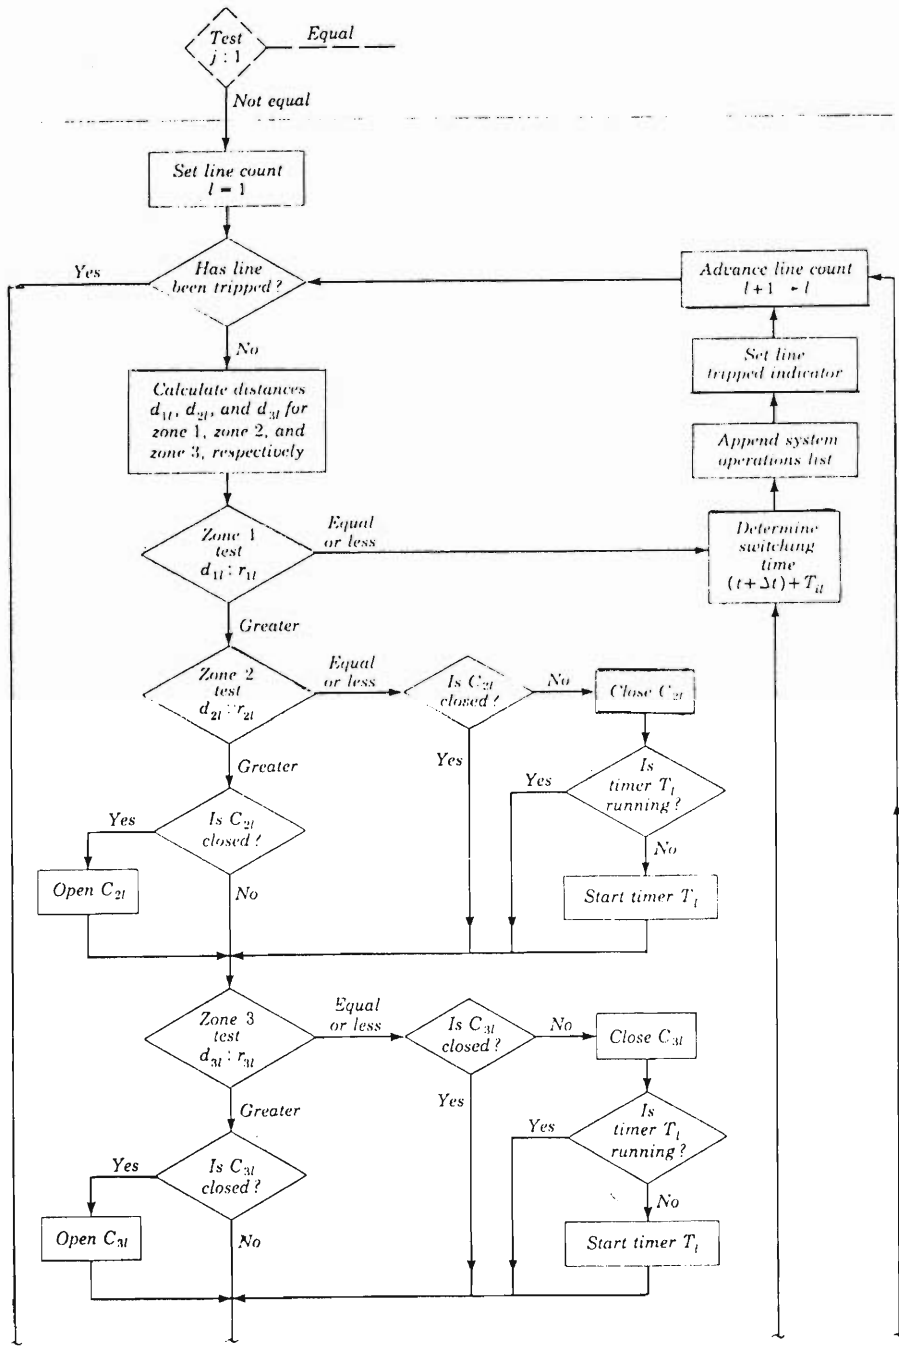 Test
j : 1
Equal
Not equal
Set line count
l = 1
Yes
Has line
been tripped?
Advance line count
l+1 → l
No
Set line
tripped indicator
Calculate distances
d1l, d2l, and d3l for
zone 1, zone 2, and
zone 3, respectively
Append system
operations list
Zone 1
test
d1l : r1l
Equal
or less
Determine
switching
time
(t+Δt)+Til
Greater
Zone 2
test
d2l : r2l
Equal
or less
Is C2l
closed?
No
Close C2l
Yes
Greater
Is
timer Tl
running?
Yes
Is C2l
closed?
Yes
No
Open C2l
No
Start timer Tl
Zone 3
test
d3l : r3l
Equal
or less
Is C3l
closed?
No
Close C3l
Yes
Greater
Is
timer Tl
running?
Yes
Is C3l
closed?
Yes
No
Open C3l
No
Start timer Tl